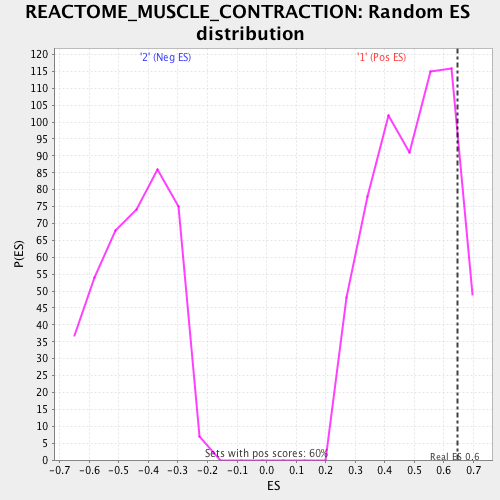 REACTOME_MUSCLE_CONTRACTION: Random ES
distribution
'2' (Neg ES)
'1' (Pos ES)
120
115
110
105
100
95
90
85
80
75
70
65
60
55
50
45
40
35
30
25
20
15
10
5
0
P(ES)
Sets with pos scores: 60%
Real ES 0.6
-0.7 -0.6 -0.5 -0.4 -0.3 -0.2 -0.1 0.0 0.1 0.2 0.3 0.4 0.5 0.6 0.7
ES